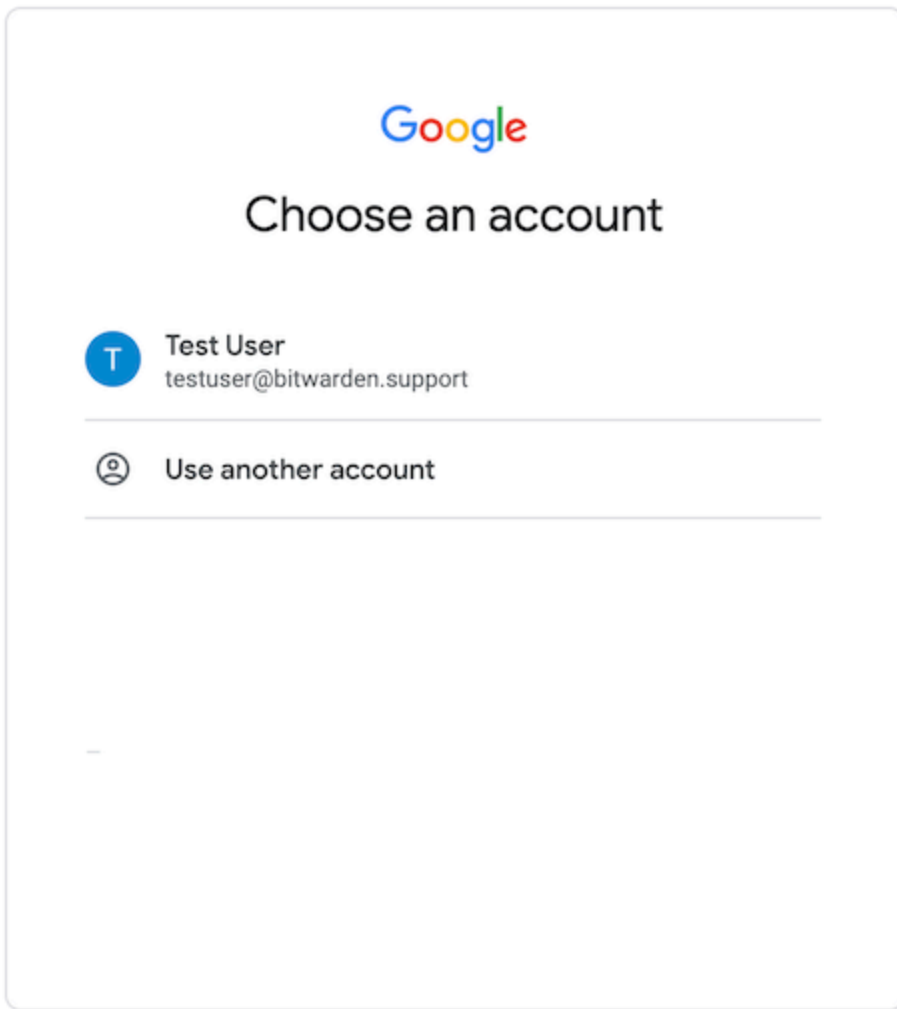 Google
Choose an account
T
Test User
testuser@bitwarden.support
Use another account